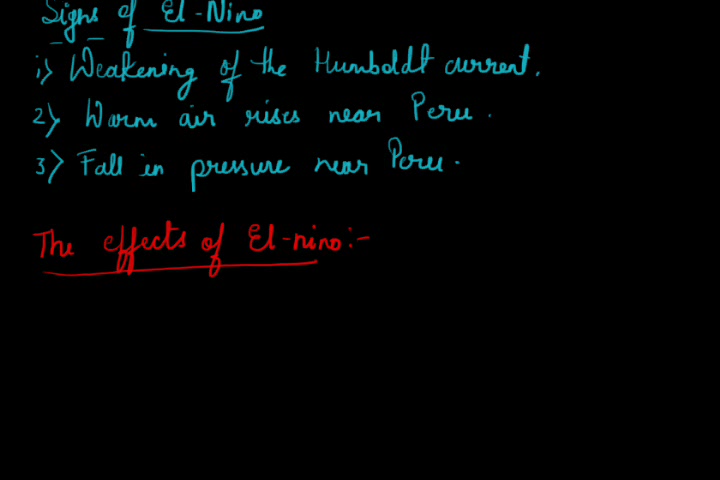 Signs of El-Nino
1) Weakening of the Humboldt current.
2) Warm air rises near Peru.
3) Fall in pressure near Peru.
The effects of El-nino:-